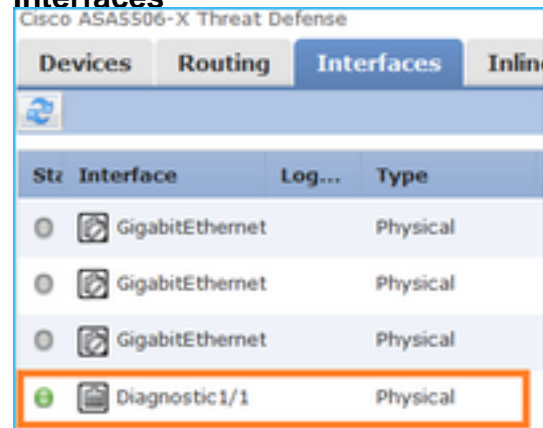 Interfaces
Cisco ASA5506-X Threat Defense
Devices Routing Interfaces Inlin
Sta Interface Log... Type
GigabitEthernet Physical
GigabitEthernet Physical
GigabitEthernet Physical
Diagnostic1/1 Physical